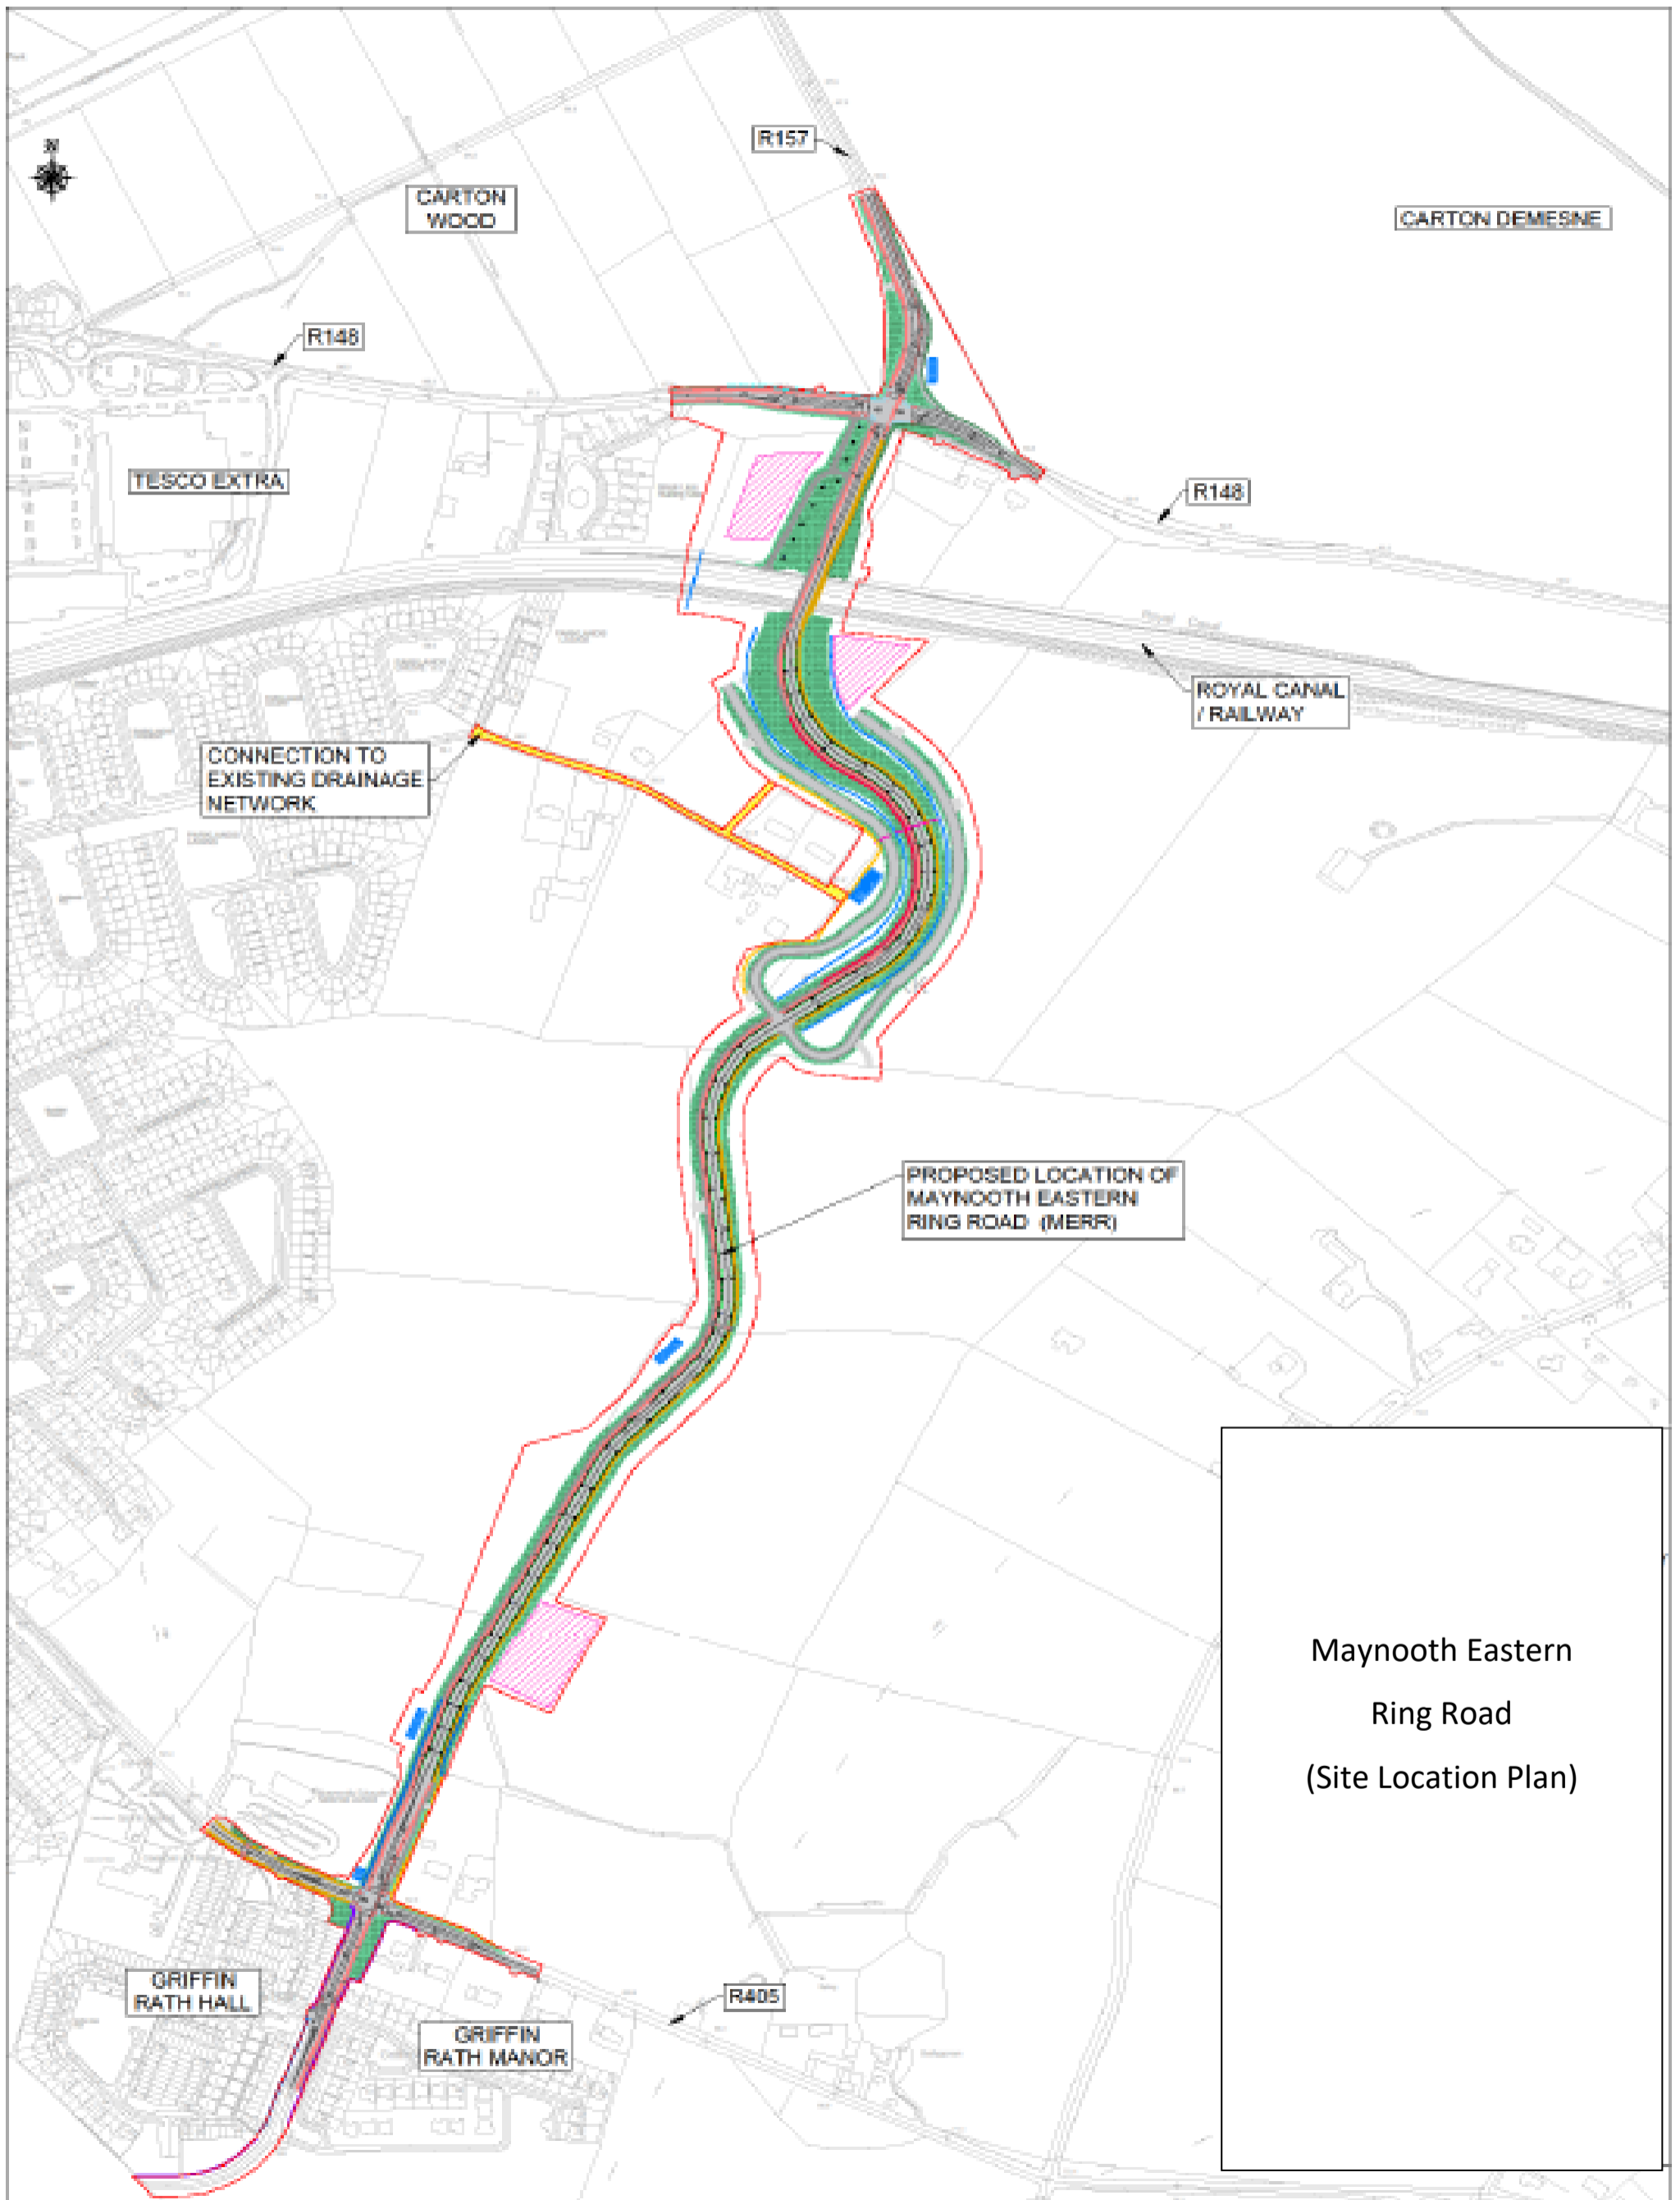 N
R157
CARTON
WOOD
CARTON DEMESNE
R148
TESCO EXTRA
R148
Royal Canal
ROYAL CANAL
/ RAILWAY
CONNECTION TO
EXISTING DRAINAGE
NETWORK
PROPOSED LOCATION OF
MAYNOOTH EASTERN
RING ROAD (MERR)
Maynooth Eastern
Ring Road
(Site Location Plan)
GRIFFIN
RATH HALL
R405
GRIFFIN
RATH MANOR